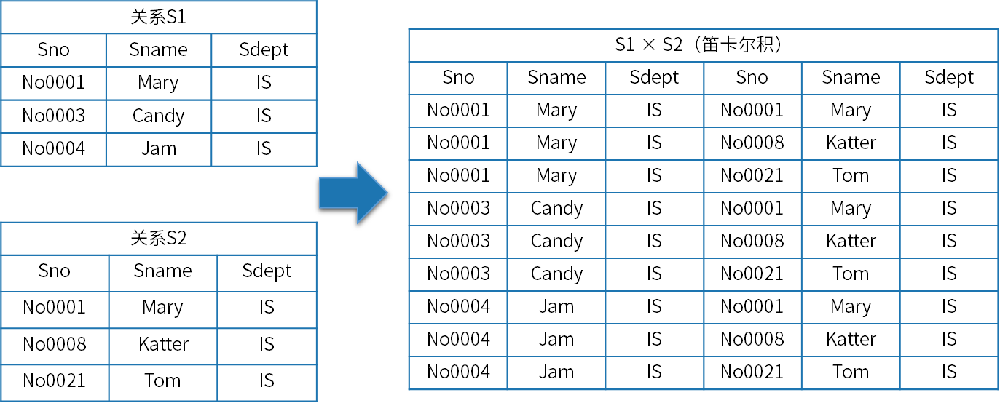 关系S1
Sno Sname Sdept
No0001 Mary IS
No0003 Candy IS
No0004 Jam IS
关系S2
Sno Sname Sdept
No0001 Mary IS
No0008 Katter IS
No0021 Tom IS
S1 × S2（笛卡尔积）
Sno Sname Sdept Sno Sname Sdept
No0001 Mary IS No0001 Mary IS
No0001 Mary IS No0008 Katter IS
No0001 Mary IS No0021 Tom IS
No0003 Candy IS No0001 Mary IS
No0003 Candy IS No0008 Katter IS
No0003 Candy IS No0021 Tom IS
No0004 Jam IS No0001 Mary IS
No0004 Jam IS No0008 Katter IS
No0004 Jam IS No0021 Tom IS